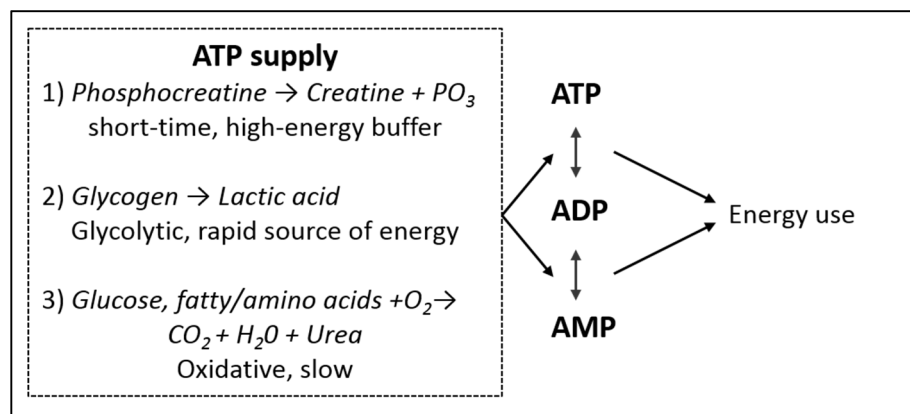 ATP supply
1) Phosphocreatine → Creatine + PO₃
short-time, high-energy buffer
2) Glycogen → Lactic acid
Glycolytic, rapid source of energy
3) Glucose, fatty/amino acids +O₂→
CO₂ + H₂0 + Urea
Oxidative, slow
ATP
ADP
AMP
Energy use